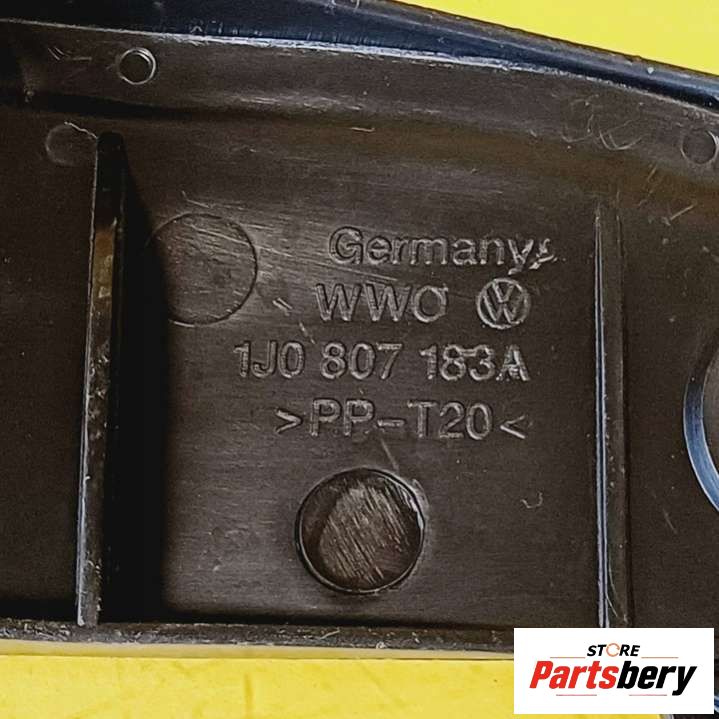 Germany
WWO
1J0 807 183A
>PP-T20<
STORE
Partsbery